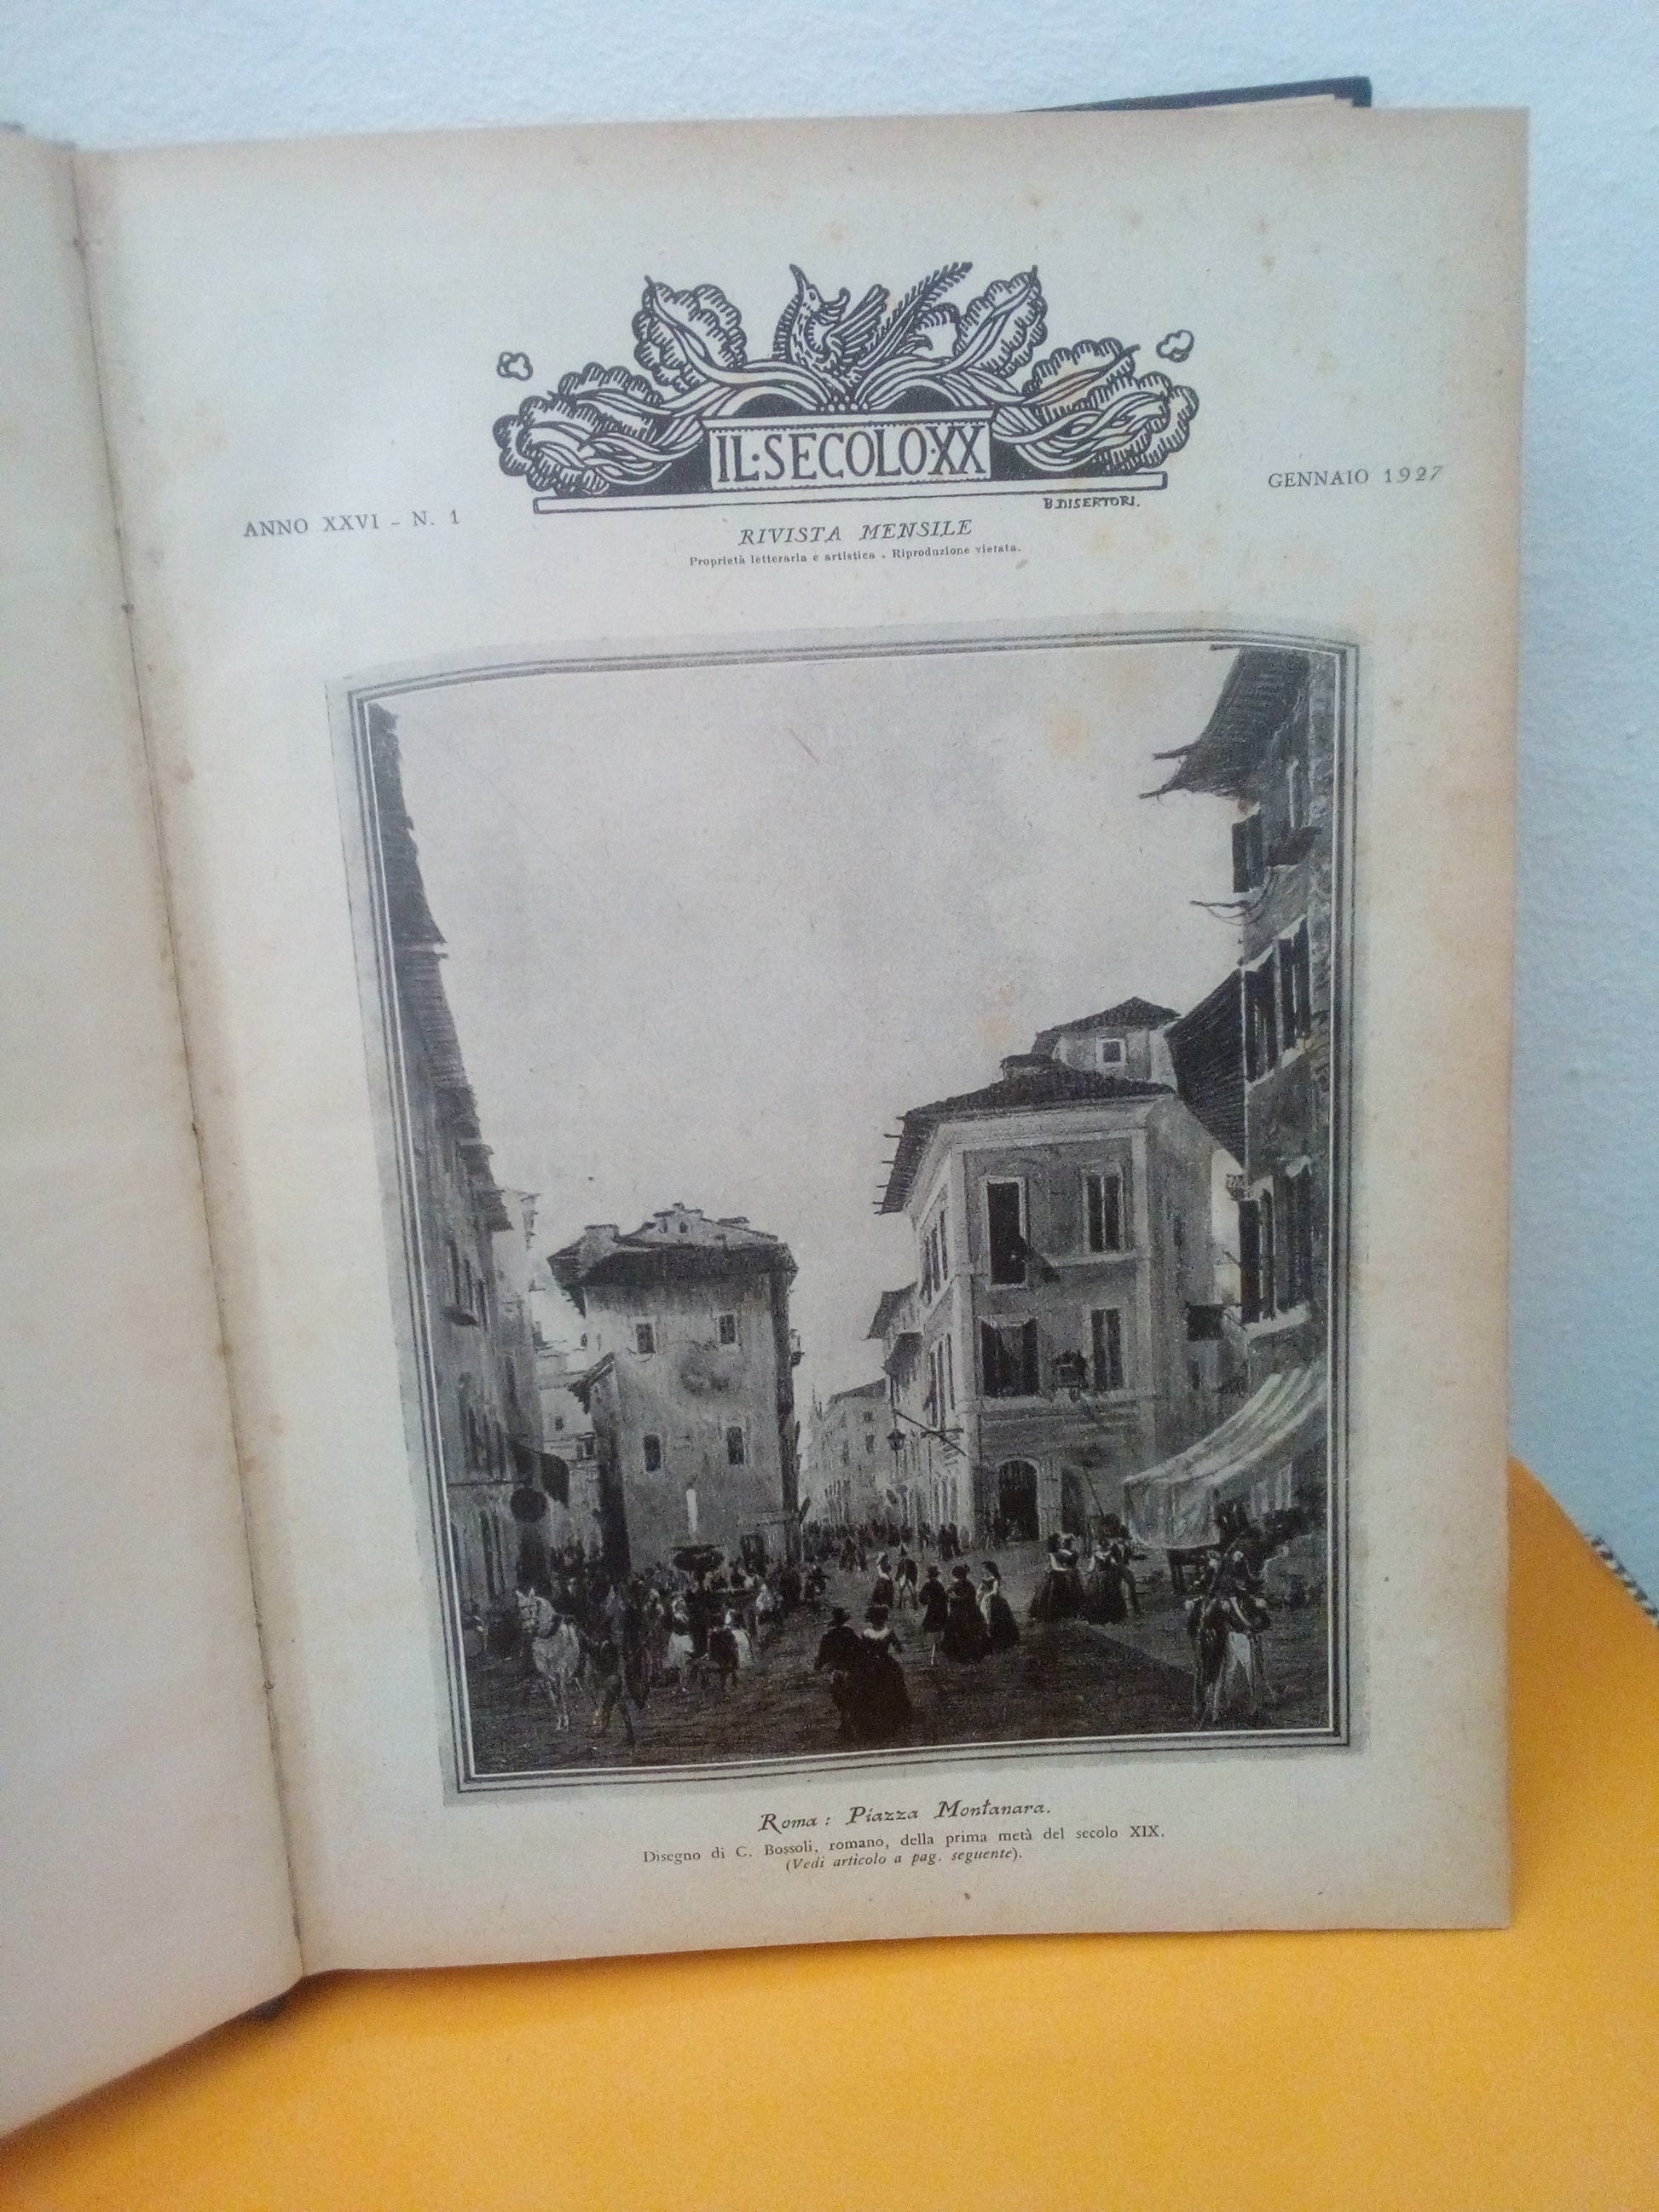 IL·SECOLO·XX
B.DISERTORI.
ANNO XXVI - N. 1
GENNAIO 1927
RIVISTA MENSILE
Proprietà letteraria e artistica . Riproduzione vietata.
Roma: Piazza Montanara.
Disegno di C. Bossoli, romano, della prima metà del secolo XIX.
(Vedi articolo a pag. seguente).